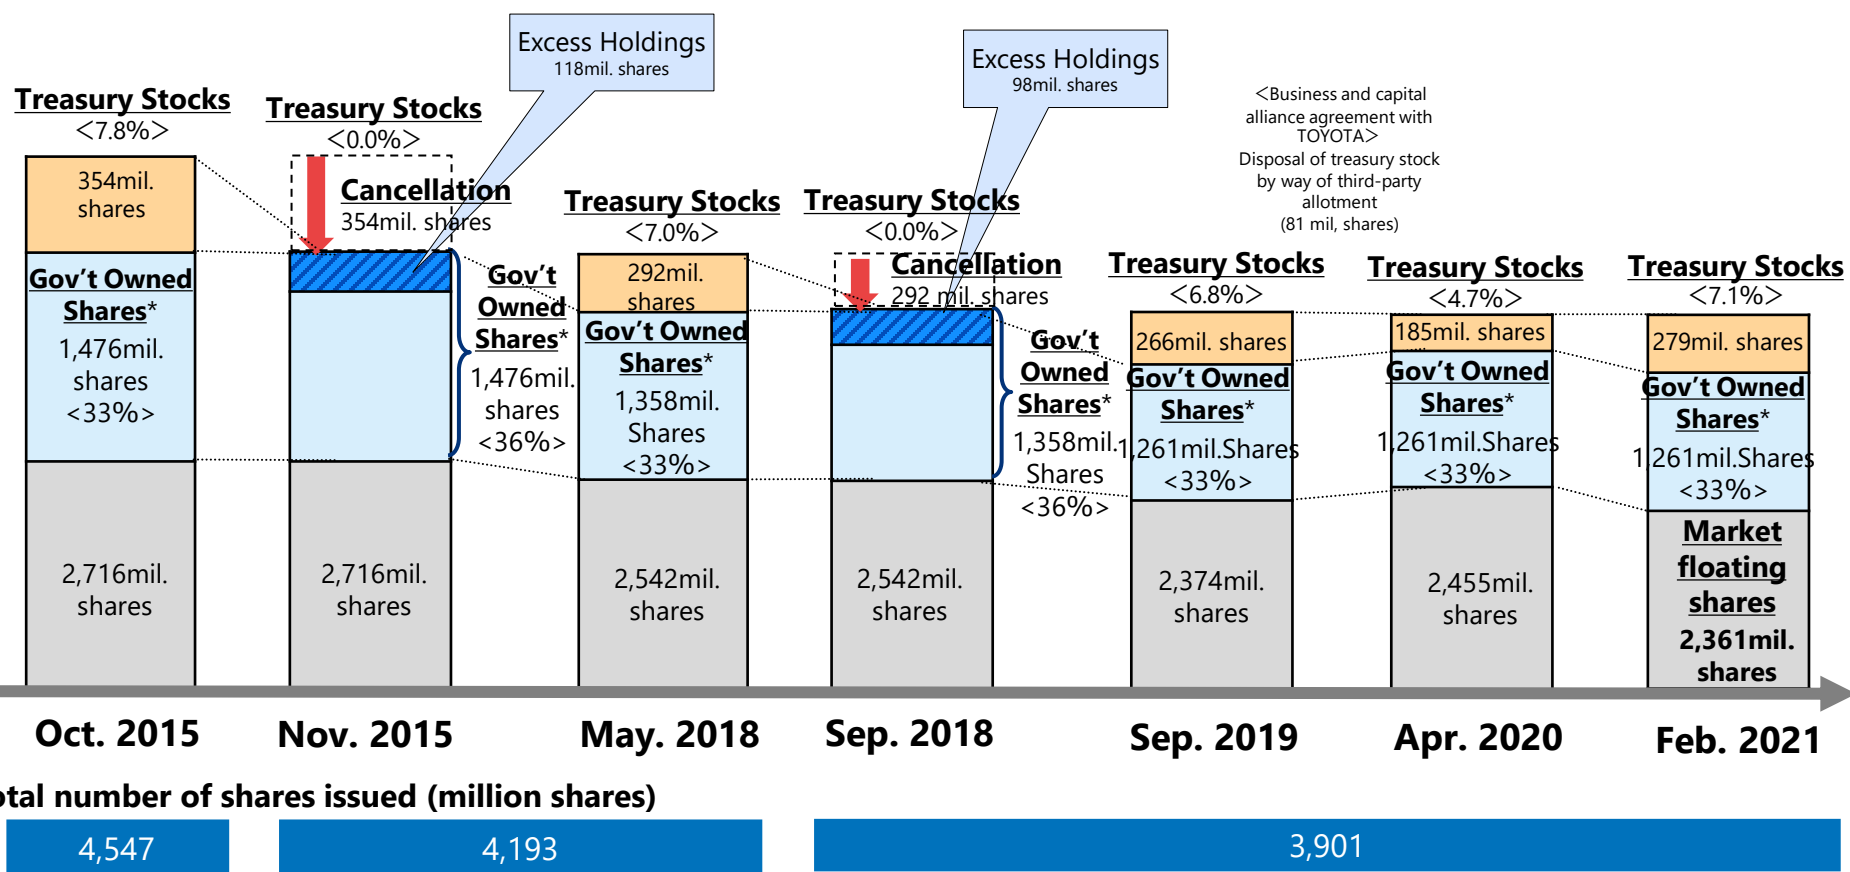 Excess Holdings
118mil. shares
Excess Holdings
98mil. shares
<Business and capital
alliance agreement with
TOYOTA>
Disposal of treasury stock
by way of third-party
allotment
(81 mil, shares)
Treasury Stocks
<7.8%>
354mil.
shares
Gov't Owned
Shares*
1,476mil.
shares
<33%>
2,716mil.
shares
Treasury Stocks
<0.0%>
Cancellation
354mil. shares
Gov't
Owned
Shares*
1,476mil.
shares
<36%>
2,716mil.
shares
Treasury Stocks
<7.0%>
292mil.
shares
Gov't Owned
Shares*
1,358mil.
Shares
<33%>
2,542mil.
shares
Treasury Stocks
<0.0%>
Cancellation
292 mil. shares
Gov't
Owned
Shares*
1,358mil.
Shares
<36%>
2,542mil.
shares
Treasury Stocks
<6.8%>
266mil. shares
Gov't Owned
Shares*
1,261mil.Shares
<33%>
2,374mil.
shares
Treasury Stocks
<4.7%>
185mil. shares
Gov't Owned
Shares*
1,261mil.Shares
<33%>
2,455mil.
shares
Treasury Stocks
<7.1%>
279mil. shares
Gov't Owned
Shares*
1,261mil.Shares
<33%>
Market
floating
shares
2,361mil.
shares
Oct. 2015
Nov. 2015
May. 2018
Sep. 2018
Sep. 2019
Apr. 2020
Feb. 2021
otal number of shares issued (million shares)
4,547
4,193
3,901